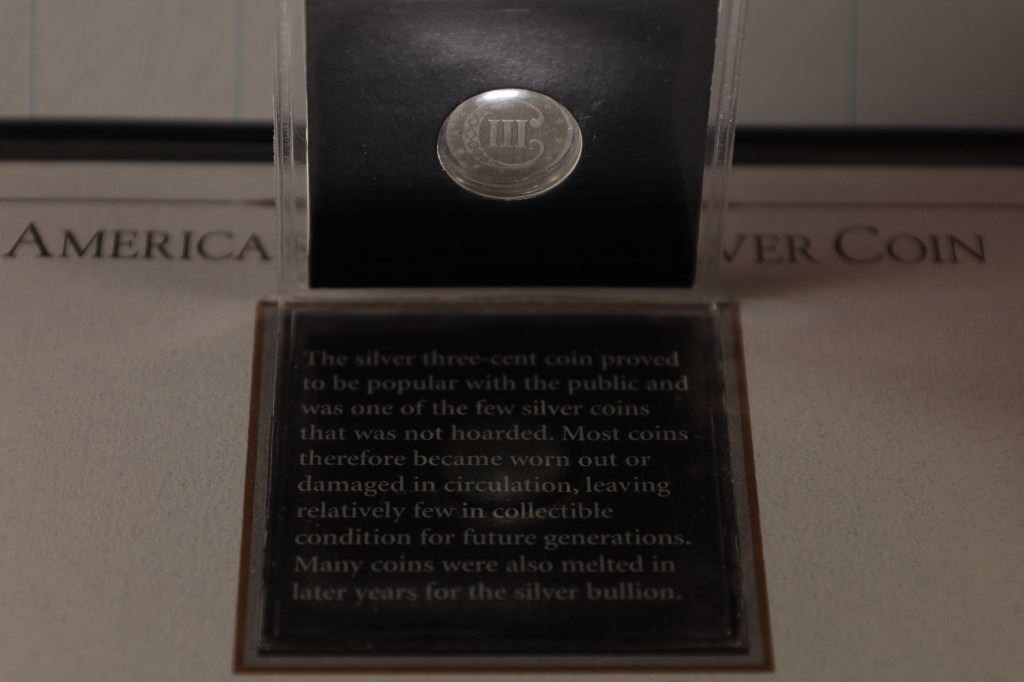 III
AMERICA
VER COIN
The silver three-cent coin proved
to be popular with the public and
was one of the few silver coins
that was not hoarded. Most coins
therefore became worn out or
damaged in circulation, leaving
relatively few in collectible
condition for future generations.
Many coins were also melted in
later years for the silver bullion.